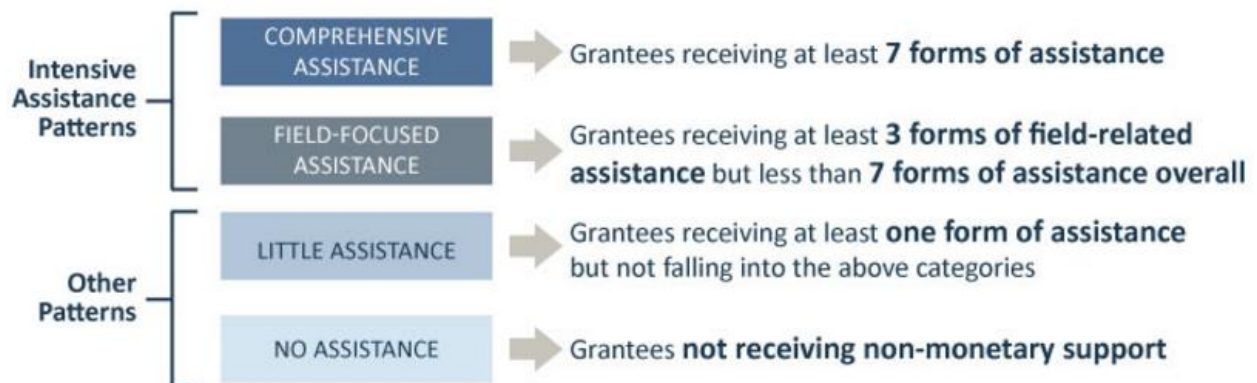 Intensive
Assistance
Patterns
COMPREHENSIVE
ASSISTANCE
Grantees receiving at least 7 forms of assistance
FIELD-FOCUSED
ASSISTANCE
Grantees receiving at least 3 forms of field-related
assistance but less than 7 forms of assistance overall
Other
Patterns
LITTLE ASSISTANCE
Grantees receiving at least one form of assistance
but not falling into the above categories
NO ASSISTANCE
Grantees not receiving non-monetary support